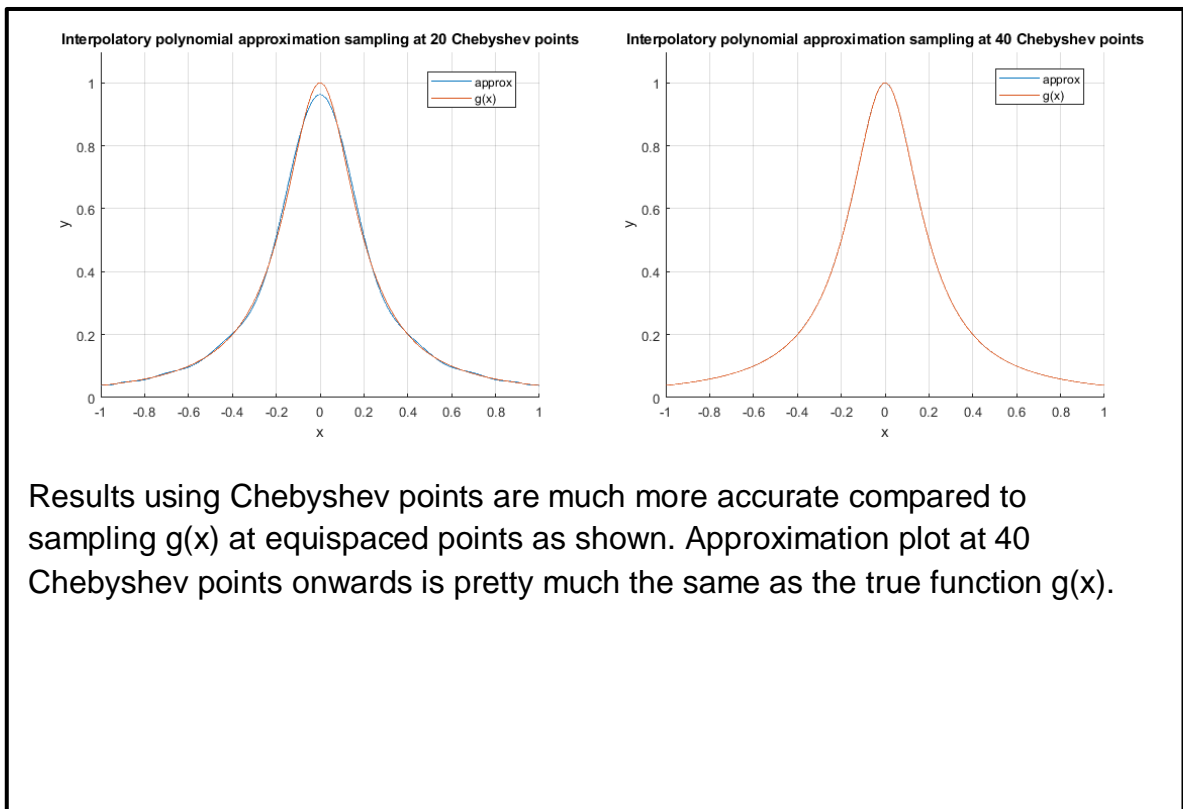 Interpolatory polynomial approximation sampling at 20 Chebyshev points
approx
g(x)
1
0.8
0.6
0.4
0.2
0
y
-1 -0.8 -0.6 -0.4 -0.2 0 0.2 0.4 0.6 0.8 1
x
Interpolatory polynomial approximation sampling at 40 Chebyshev points
approx
g(x)
1
0.8
0.6
0.4
0.2
0
y
-1 -0.8 -0.6 -0.4 -0.2 0 0.2 0.4 0.6 0.8 1
x
Results using Chebyshev points are much more accurate compared to
sampling g(x) at equispaced points as shown. Approximation plot at 40
Chebyshev points onwards is pretty much the same as the true function g(x).